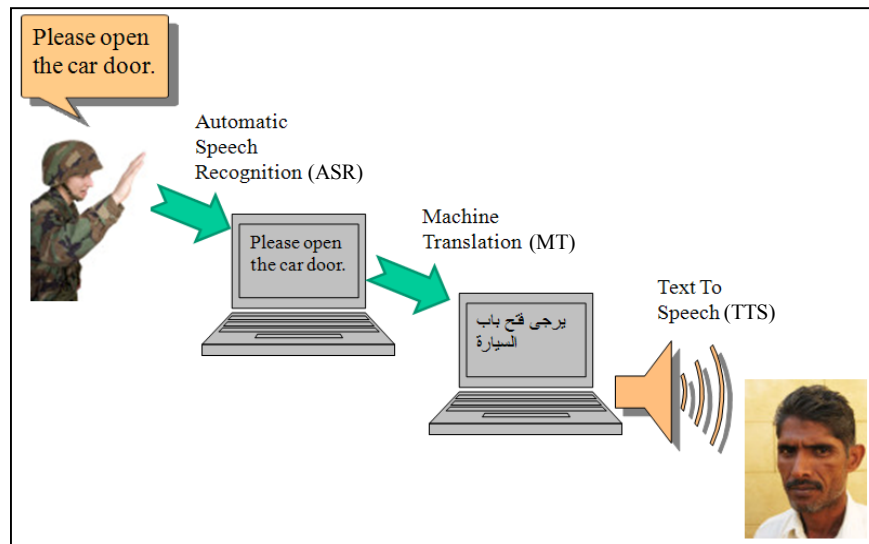 Please open
the car door.
Automatic
Speech
Recognition (ASR)
Please open
the car door.
Machine
Translation (MT)
يرجى فتح باب
السيارة
Text To
Speech (TTS)